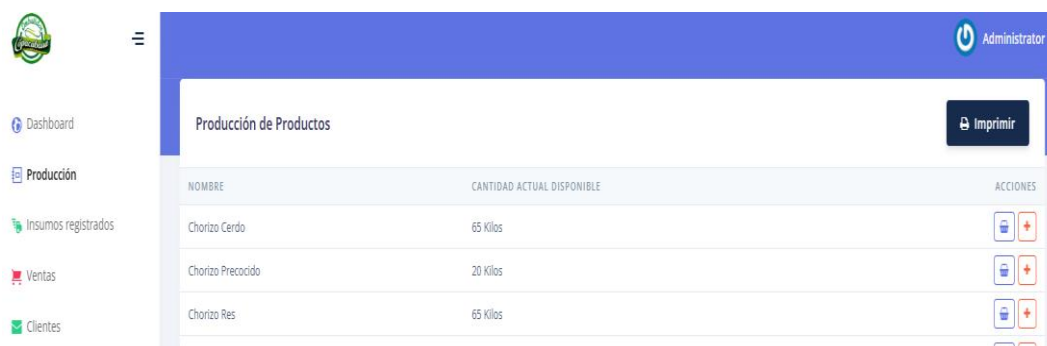 Administrator
Dashboard
Producción
Insumos registrados
Ventas
Clientes
Producción de Productos
Imprimir
NOMBRE CANTIDAD ACTUAL DISPONIBLE ACCIONES
Chorizo Cerdo 65 Kilos
Chorizo Precocido 20 Kilos
Chorizo Res 65 Kilos